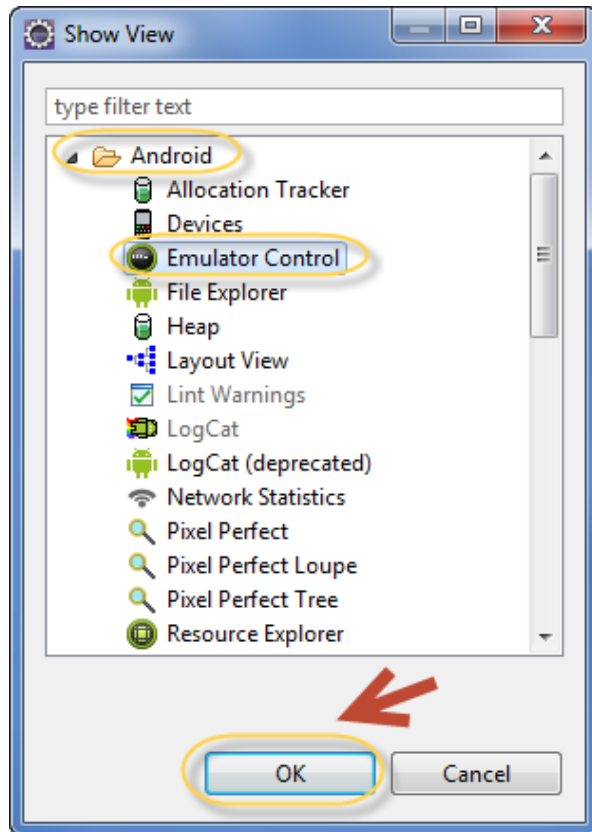 Show View
type filter text
Android
Allocation Tracker
Devices
Emulator Control
File Explorer
Heap
Layout View
Lint Warnings
LogCat
LogCat (deprecated)
Network Statistics
Pixel Perfect
Pixel Perfect Loupe
Pixel Perfect Tree
Resource Explorer
OK Cancel